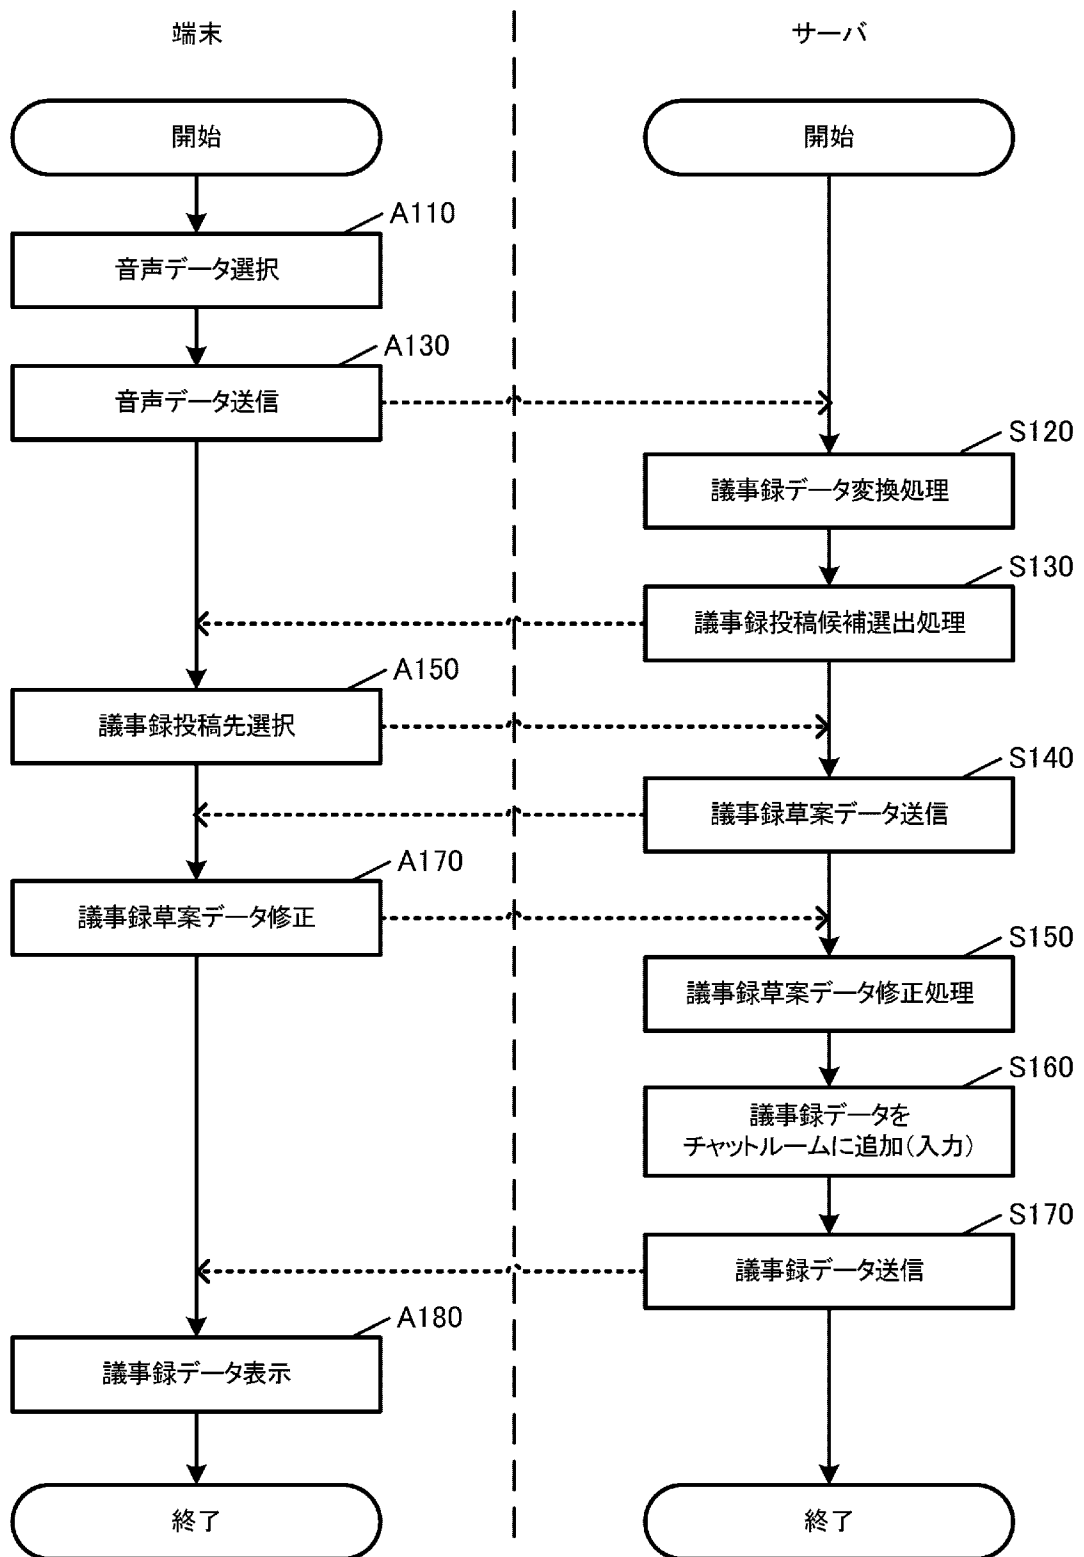 端末
サーバ
開始
開始
A110
音声データ選択
A130
音声データ送信
S120
議事録データ変換処理
S130
議事録投稿候補選出処理
A150
議事録投稿先選択
S140
議事録草案データ送信
A170
議事録草案データ修正
S150
議事録草案データ修正処理
S160
議事録データを
チャットルームに追加(入力)
S170
議事録データ送信
A180
議事録データ表示
終了
終了